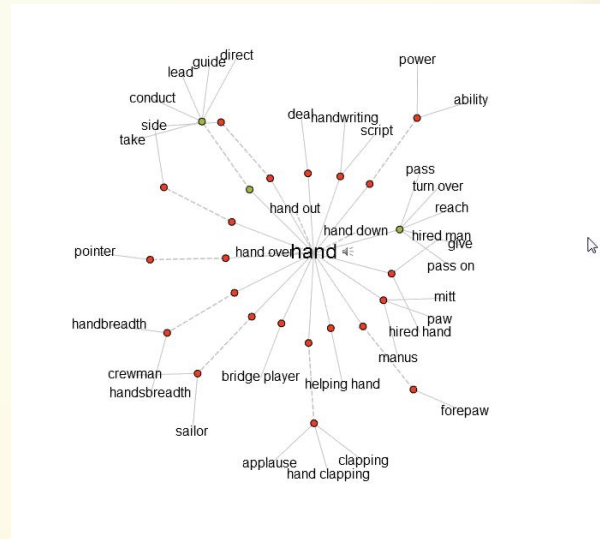 direct
guide
power
lead
conduct
ability
deal
handwriting
side
script
take
pass
turn over
hand out
reach
hand down
hired man
give
pointer
hand over
hand
pass on
mitt
paw
handbreadth
hired hand
manus
crewman
bridge player
helping hand
handsbreadth
forepaw
sailor
applause
clapping
hand clapping